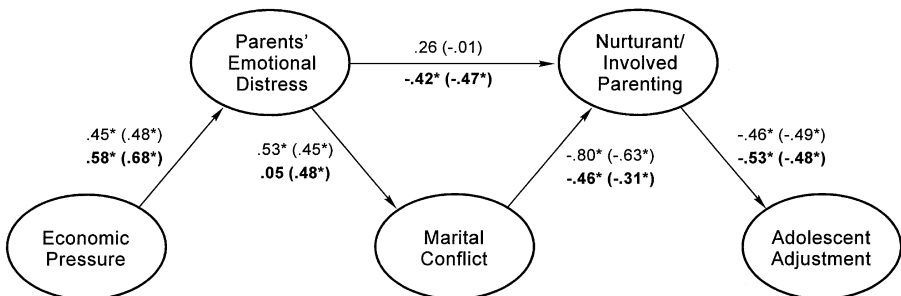 Parents’
Emotional
Distress
.26 (-.01)
-.42* (-.47*)
Nurturant/
Involved
Parenting
.45* (.48*)
.58* (.68*)
.53* (.45*)
.05 (.48*)
-.80* (-.63*)
-.46* (-.31*)
-.46* (-.49*)
-.53* (-.48*)
Economic
Pressure
Marital
Conflict
Adolescent
Adjustment